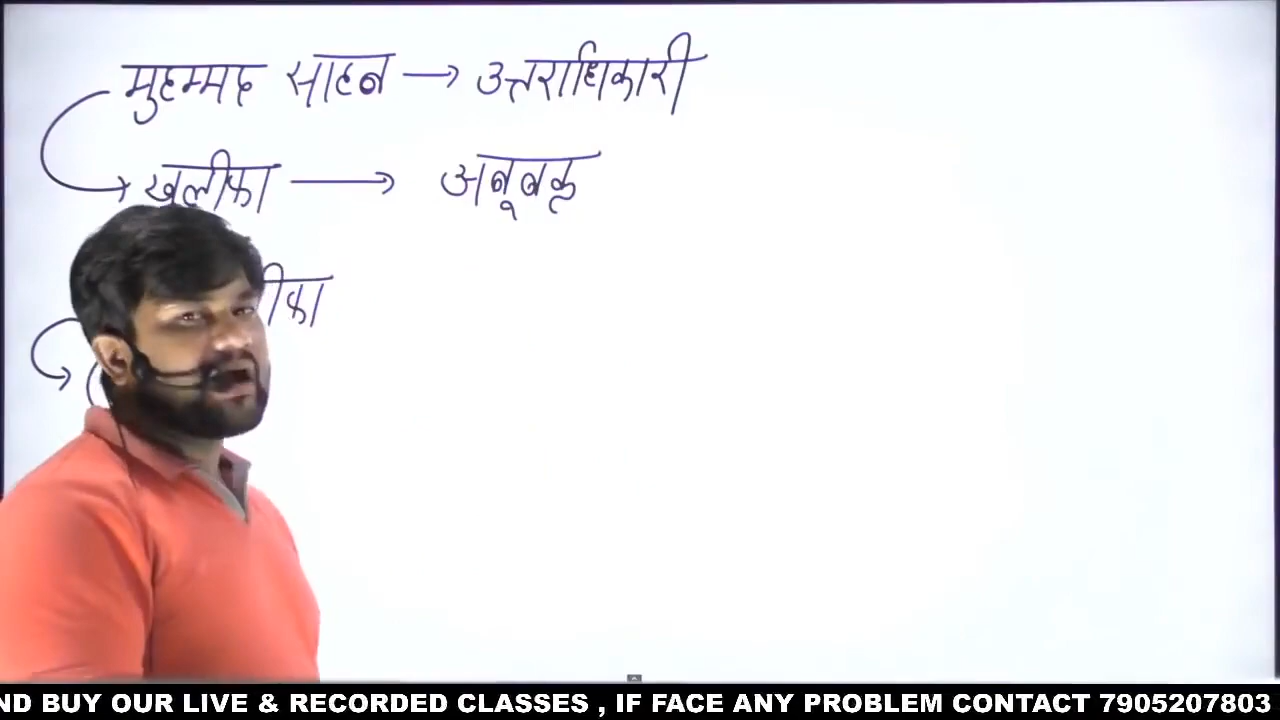 मुहम्मद साहब → उत्तराधिकारी
खलीफा → अबूबक्र
ND BUY OUR LIVE & RECORDED CLASSES , IF FACE ANY PROBLEM CONTACT 7905207803